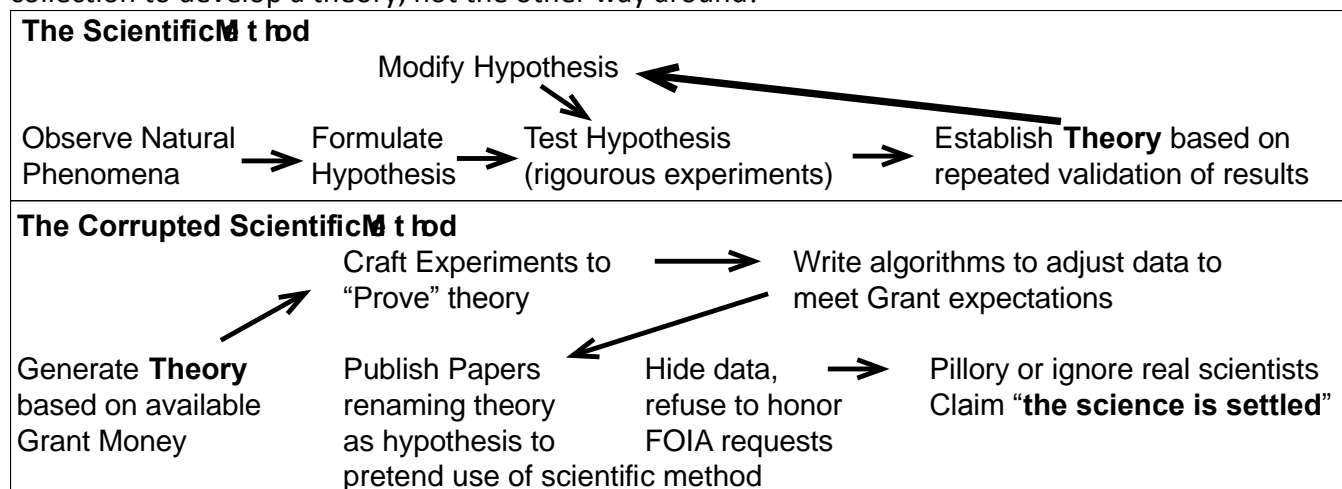 collection to develop a theory, not the other way around.
The Scientific Method
Modify Hypothesis
Observe Natural
Phenomena
Formulate
Hypothesis
Test Hypothesis
(rigourous experiments)
Establish Theory based on
repeated validation of results
The Corrupted Scientific Method
Craft Experiments to
“Prove” theory
Write algorithms to adjust data to
meet Grant expectations
Generate Theory
based on available
Grant Money
Publish Papers
renaming theory
as hypothesis to
pretend use of scientific method
Hide data,
refuse to honor
FOIA requests
Pillory or ignore real scientists
Claim “the science is settled”